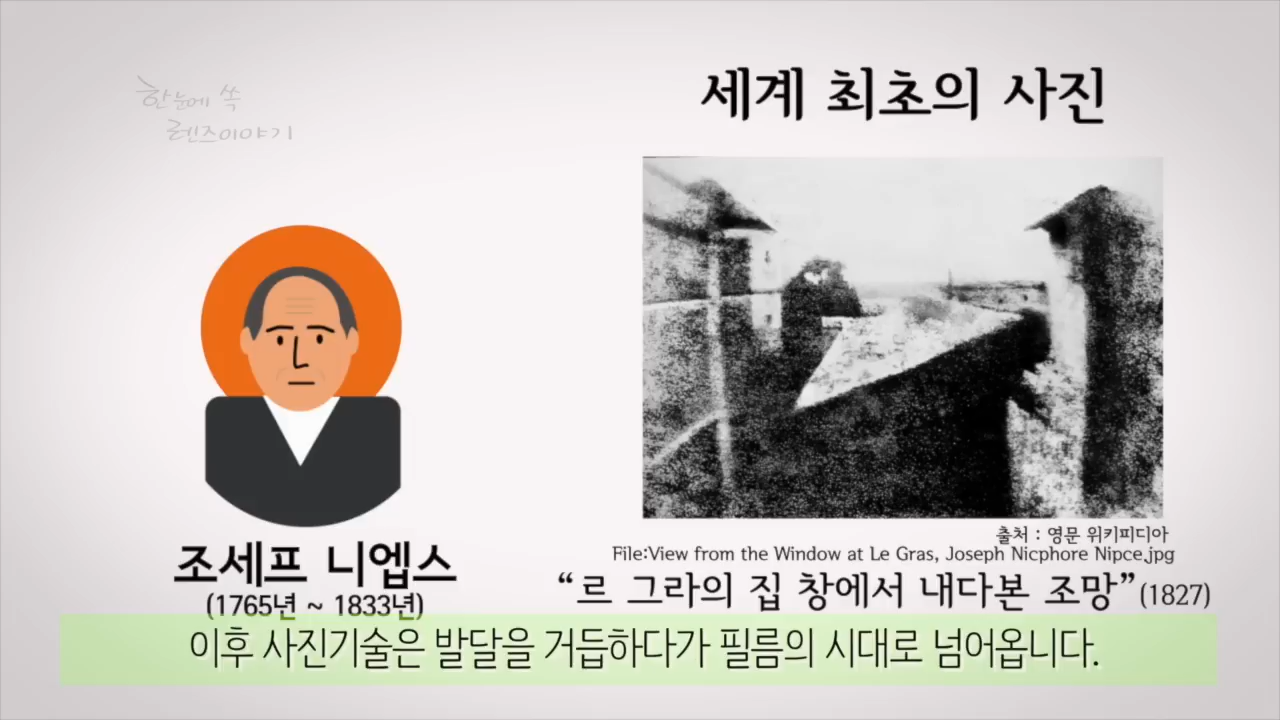 한눈에 쏙
렌즈이야기
세계 최초의 사진
출처 : 영문 위키피디아
File:View from the Window at Le Gras, Joseph Nicphore Nipce.jpg
조세프 니엡스
(1765년 ~ 1833년)
“르 그라의 집 창에서 내다본 조망”(1827)
이후 사진기술은 발달을 거듭하다가 필름의 시대로 넘어옵니다.